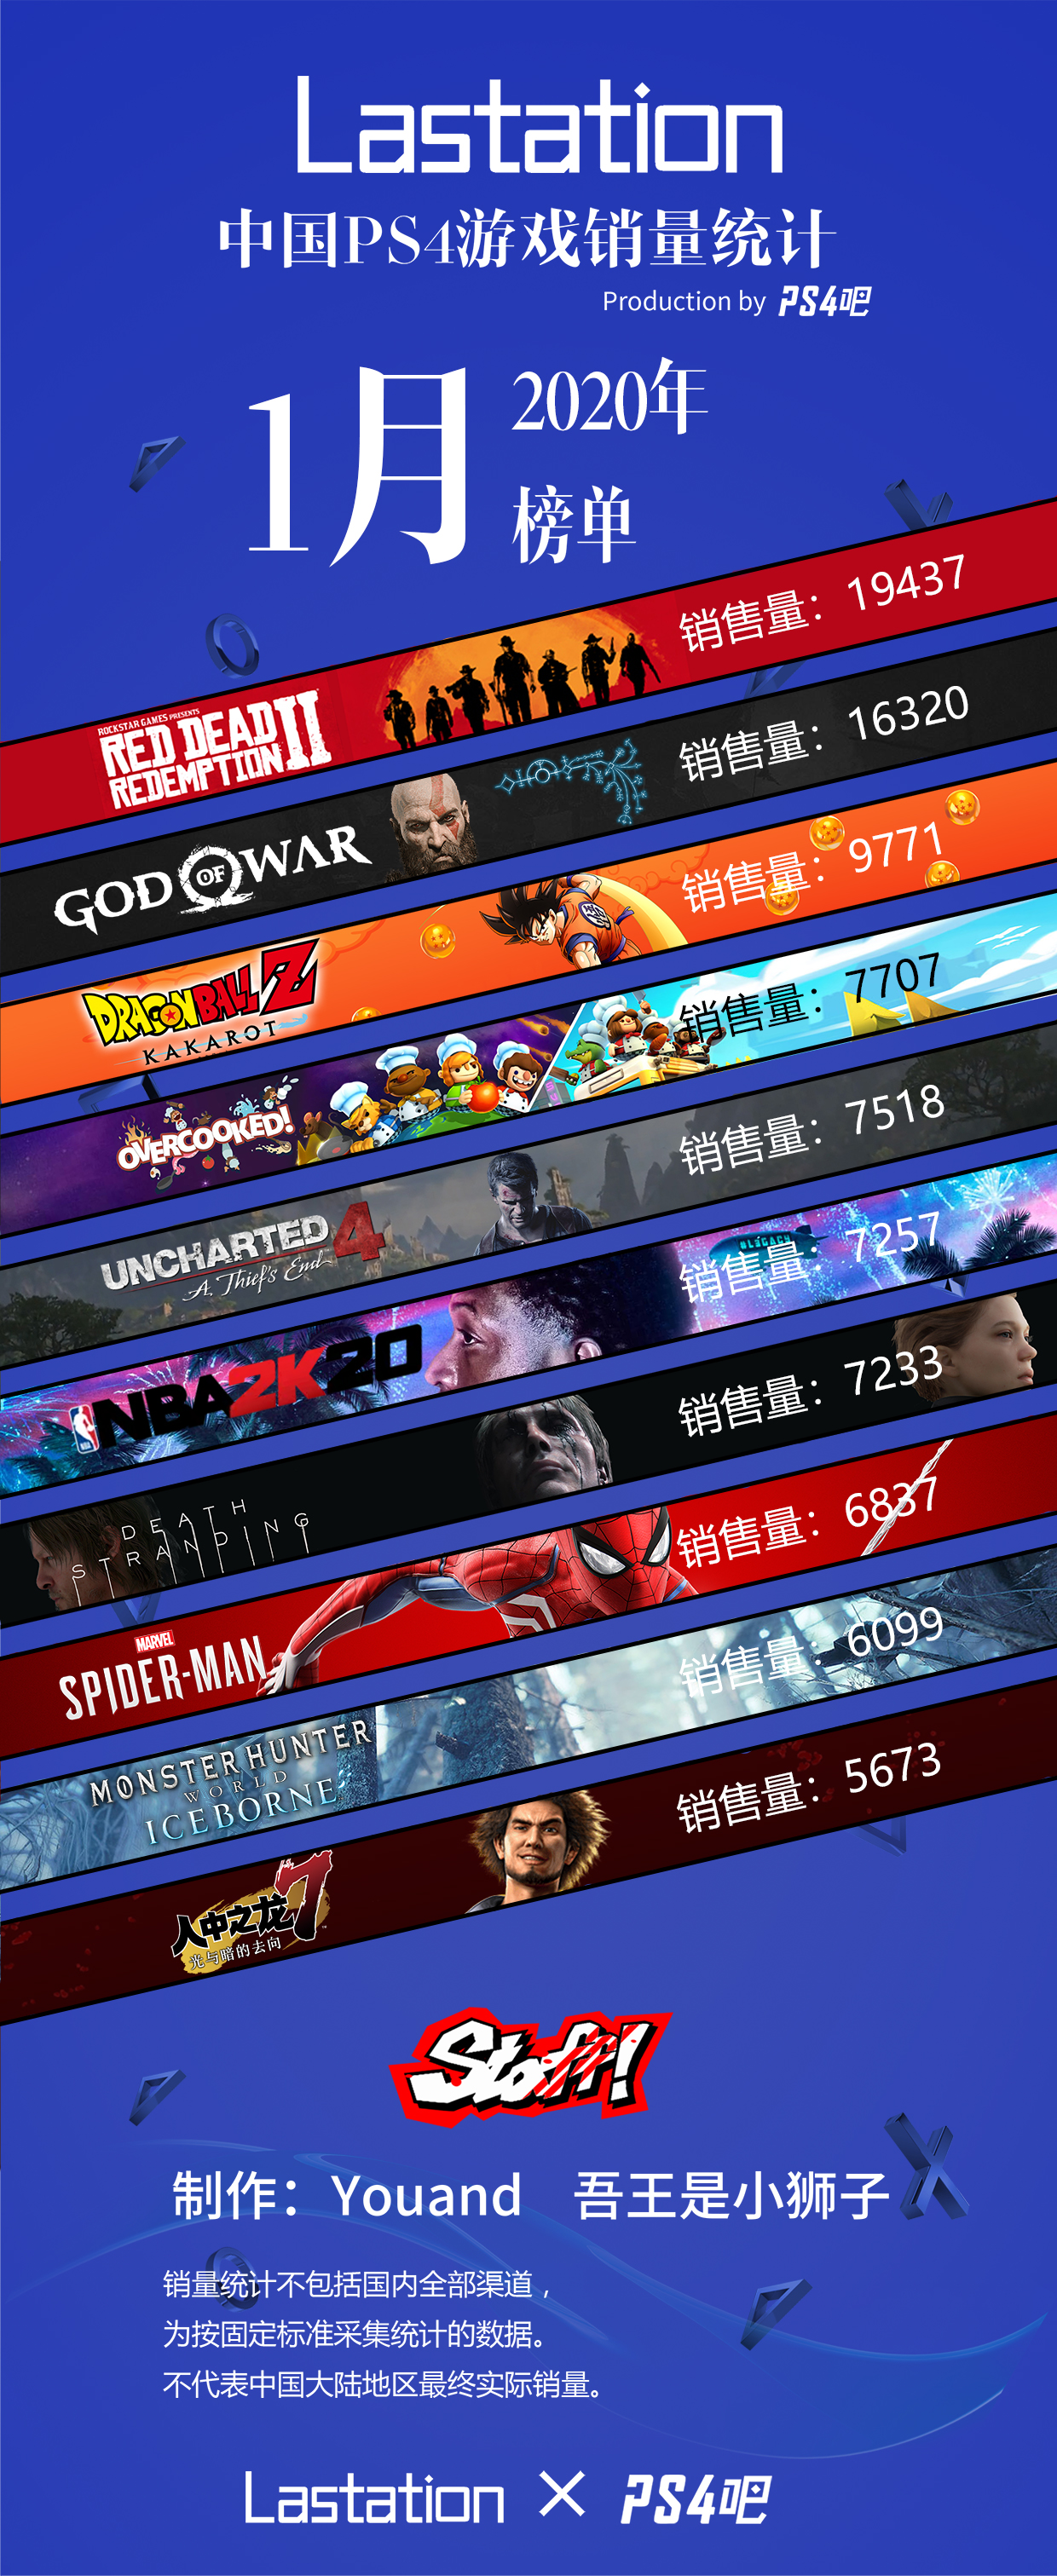 Lastation
中国PS4游戏销量统计
Production by PS4吧
1月
2020年
榜单
销售量：19437
ROCKSTAR GAMES PRESENTS
RED DEAD
REDEMPTION II
销售量：16320
GOD OF WAR
销售量：9771
DRAGON BALL Z
KAKAROT
销售量：7707
OVERCOOKED!
销售量：7518
UNCHARTED 4
A Thief's End
销售量：7257
NBA 2K20
NBA
销售量：7233
DEATH
STRANDING
销售量：6837
MARVEL
SPIDER-MAN
销售量：6099
MONSTER HUNTER
WORLD
ICEBORNE
销售量：5673
人中之龙7
光与暗的去向
Staff!
制作：Youand 吾王是小狮子
销量统计不包括国内全部渠道，
为按固定标准采集统计的数据。
不代表中国大陆地区最终实际销量。
Lastation × PS4吧